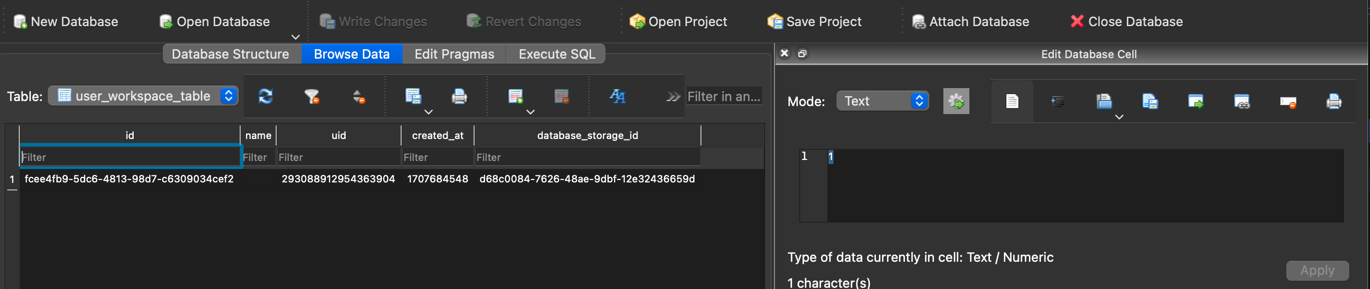 New Database Open Database Write Changes Revert Changes Open Project Save Project Attach Database Close Database
Database Structure Browse Data Edit Pragmas Execute SQL
Table: user_workspace_table Filter in an...
id name uid created_at database_storage_id
Filter Filter Filter Filter Filter
1 fcee4fb9-5dc6-4813-98d7-c6309034cef2 293088912954363904 1707684548 d68c0084-7626-48ae-9dbf-12e32436659d
Edit Database Cell
Mode: Text
1 1
Type of data currently in cell: Text / Numeric
1 character(s)
Apply